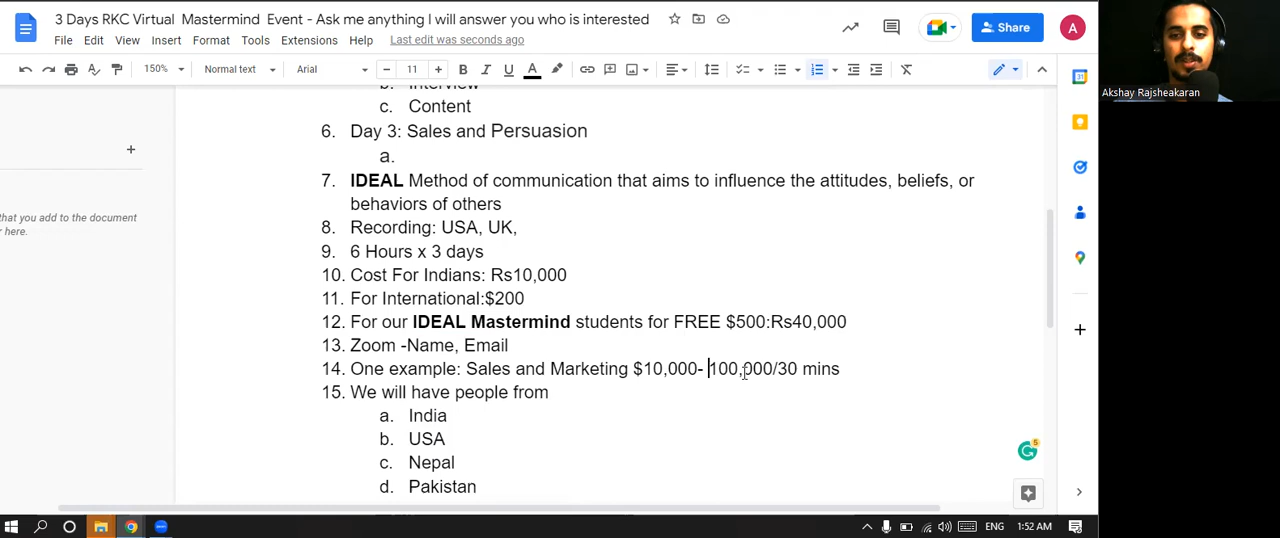 3 Days RKC Virtual Mastermind Event - Ask me anything I will answer you who is interested
File Edit View Insert Format Tools Extensions Help Last edit was seconds ago
Share
A
150% Normal text Arial 11 B I U A
b. Interview
c. Content
6. Day 3: Sales and Persuasion
a.
7. IDEAL Method of communication that aims to influence the attitudes, beliefs, or
behaviors of others
8. Recording: USA, UK,
9. 6 Hours x 3 days
10. Cost For Indians: Rs10,000
11. For International:$200
12. For our IDEAL Mastermind students for FREE $500:Rs40,000
13. Zoom -Name, Email
14. One example: Sales and Marketing $10,000- 100,000/30 mins
15. We will have people from
a. India
b. USA
c. Nepal
d. Pakistan
that you add to the document
r here.
Akshay Rajsheakaran
31
5
ENG 1:52 AM